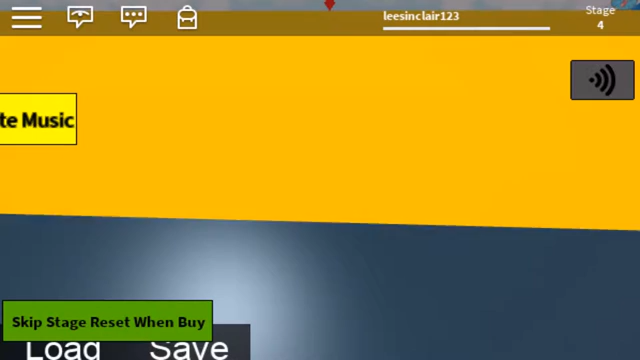 leesinclair123
Stage
4
te Music
Skip Stage Reset When Buy
Load Save